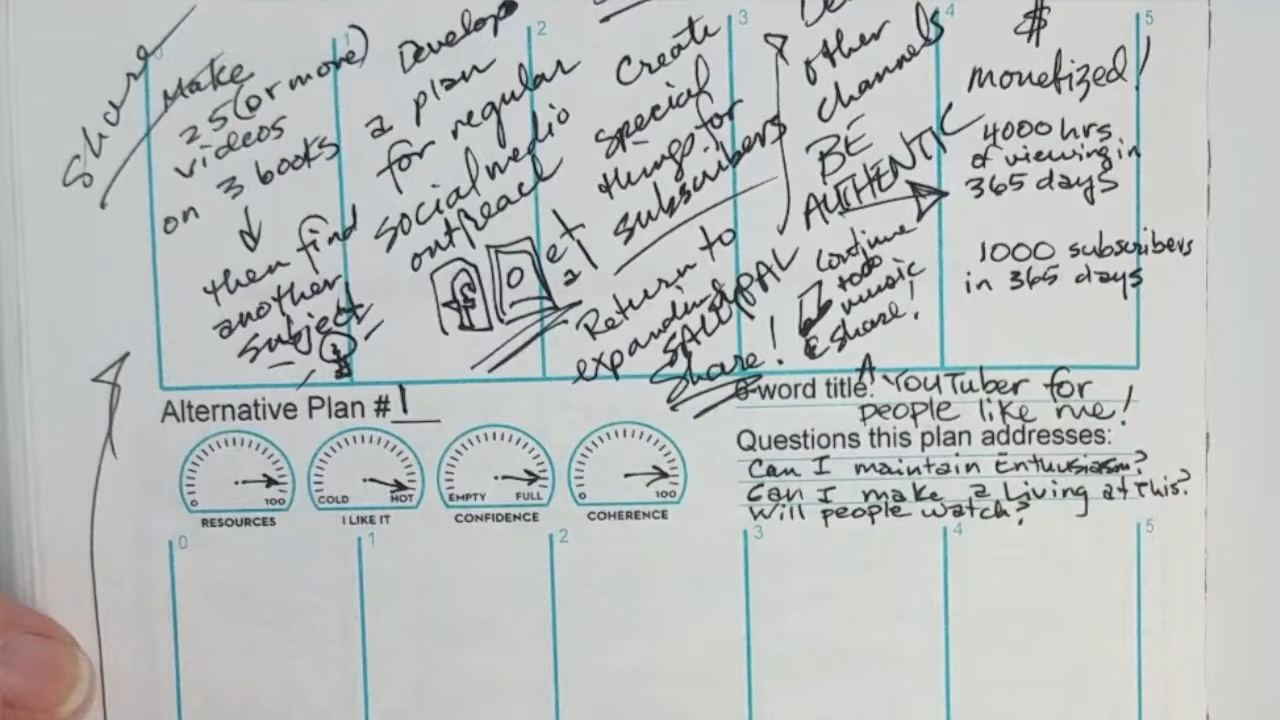 Share
0
1
2
3
4
5
Make
25 (or more)
videos
on 3 books
then find
another
subject
Develop
a plan
for regular
social media
outreach
f
et
al
Create
special
things for
subscribers
Return to
expanding
Share!
other
channels
BE
AUTHENTIC
continue
to do
music
& share!
$
monetized!
4000 hrs
of viewing in
365 days
1000 subscribers
in 365 days
Alternative Plan # 1
6-word title: A YouTuber for
people like me!
Questions this plan addresses:
Can I maintain Enthusiasm?
Can I make a Living at This?
Will people watch?
0 100
RESOURCES
COLD HOT
I LIKE IT
EMPTY FULL
CONFIDENCE
0 100
COHERENCE
0 1 2 3 4 5